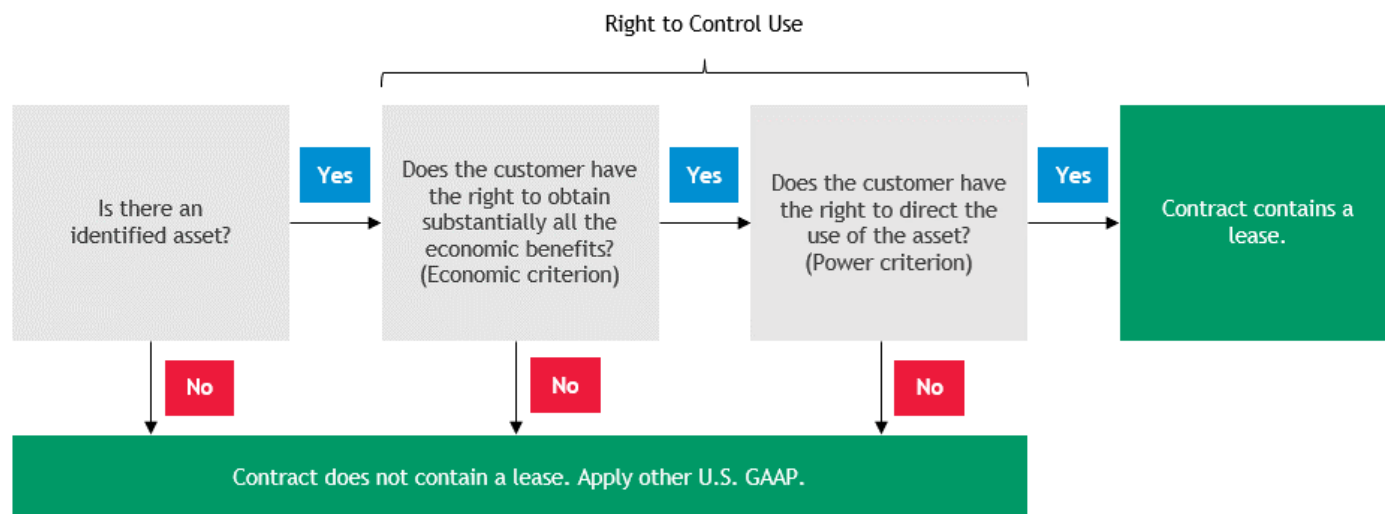 Right to Control Use
Is there an
identified asset?
Yes
Does the customer have
the right to obtain
substantially all the
economic benefits?
(Economic criterion)
Yes
Does the customer have
the right to direct the
use of the asset?
(Power criterion)
Yes
Contract contains a
lease.
No
No
No
Contract does not contain a lease. Apply other U.S. GAAP.